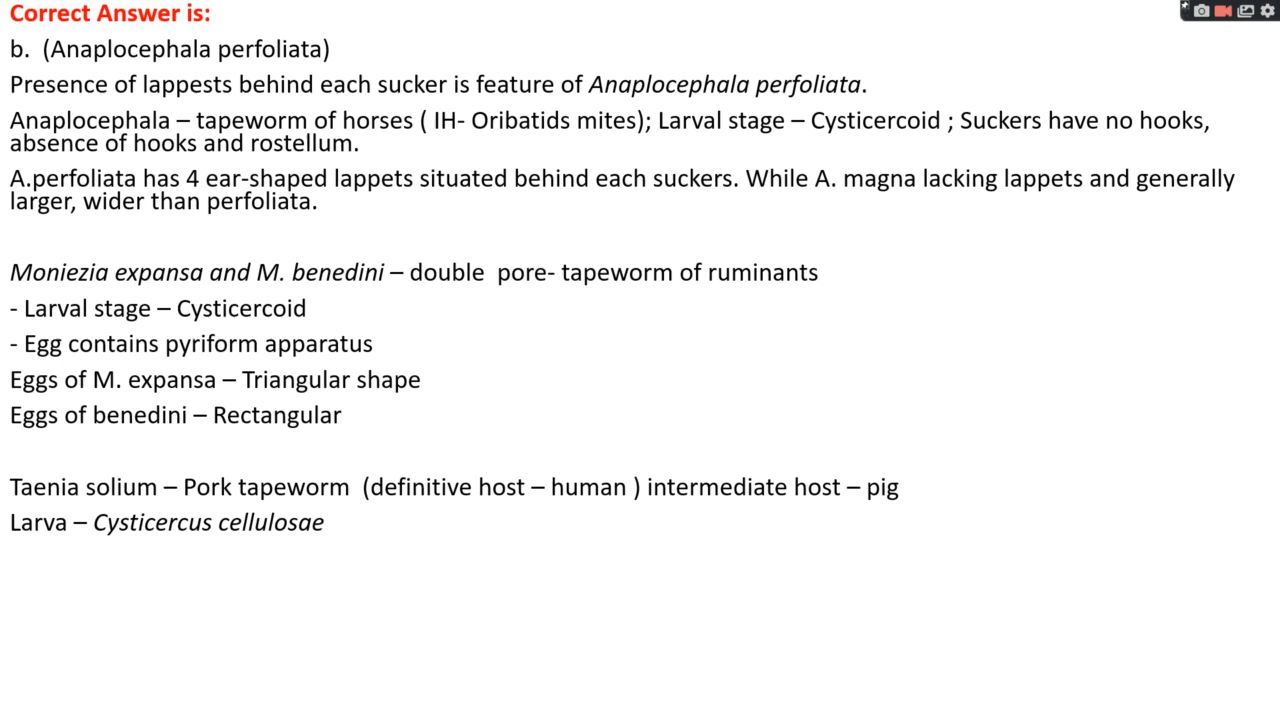 Correct Answer is:
b.  (Anaplocephala perfoliata)
Presence of lappests behind each sucker is feature of Anaplocephala perfoliata.
Anaplocephala – tapeworm of horses ( IH- Oribatids mites); Larval stage – Cysticercoid ; Suckers have no hooks,
absence of hooks and rostellum.
A.perfoliata has 4 ear-shaped lappets situated behind each suckers. While A. magna lacking lappets and generally
larger, wider than perfoliata.
Moniezia expansa and M. benedini – double  pore- tapeworm of ruminants
- Larval stage – Cysticercoid
- Egg contains pyriform apparatus
Eggs of M. expansa – Triangular shape
Eggs of benedini – Rectangular
Taenia solium – Pork tapeworm  (definitive host – human ) intermediate host – pig
Larva – Cysticercus cellulosae